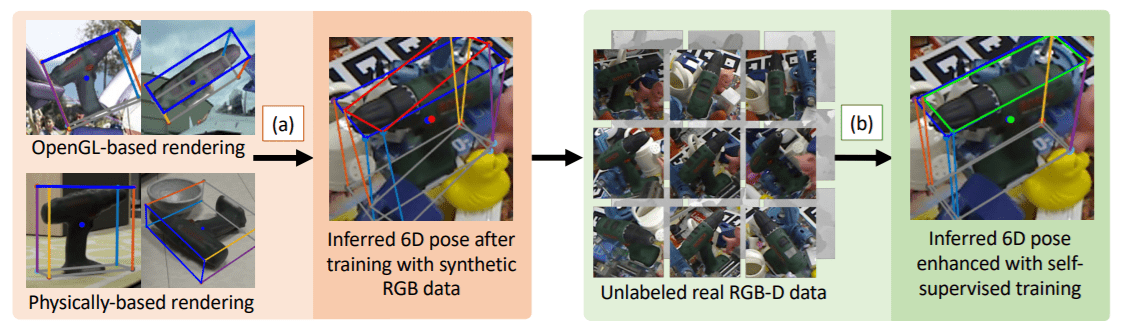 OpenGL-based rendering
Physically-based rendering
(a)
Inferred 6D pose after
training with synthetic
RGB data
Unlabeled real RGB-D data
(b)
Inferred 6D pose
enhanced with self-
supervised training